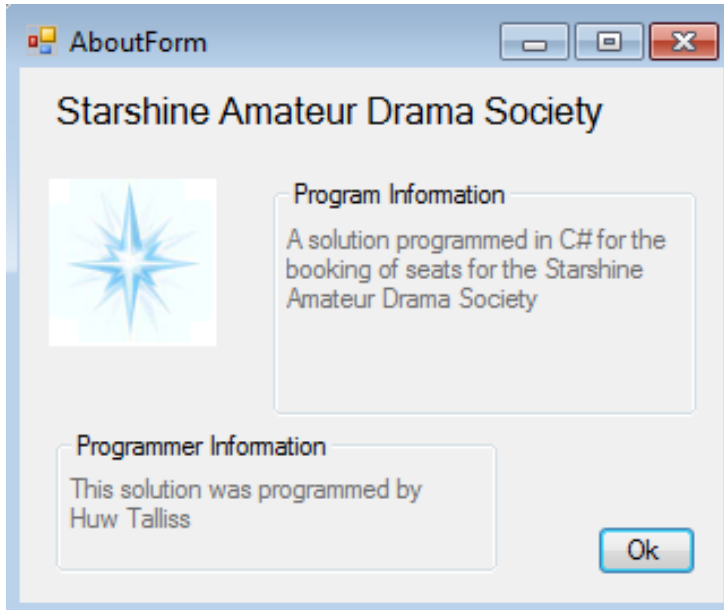 AboutForm
Starshine Amateur Drama Society
Program Information
A solution programmed in C# for the
booking of seats for the Starshine
Amateur Drama Society
Programmer Information
This solution was programmed by
Huw Talliss
Ok